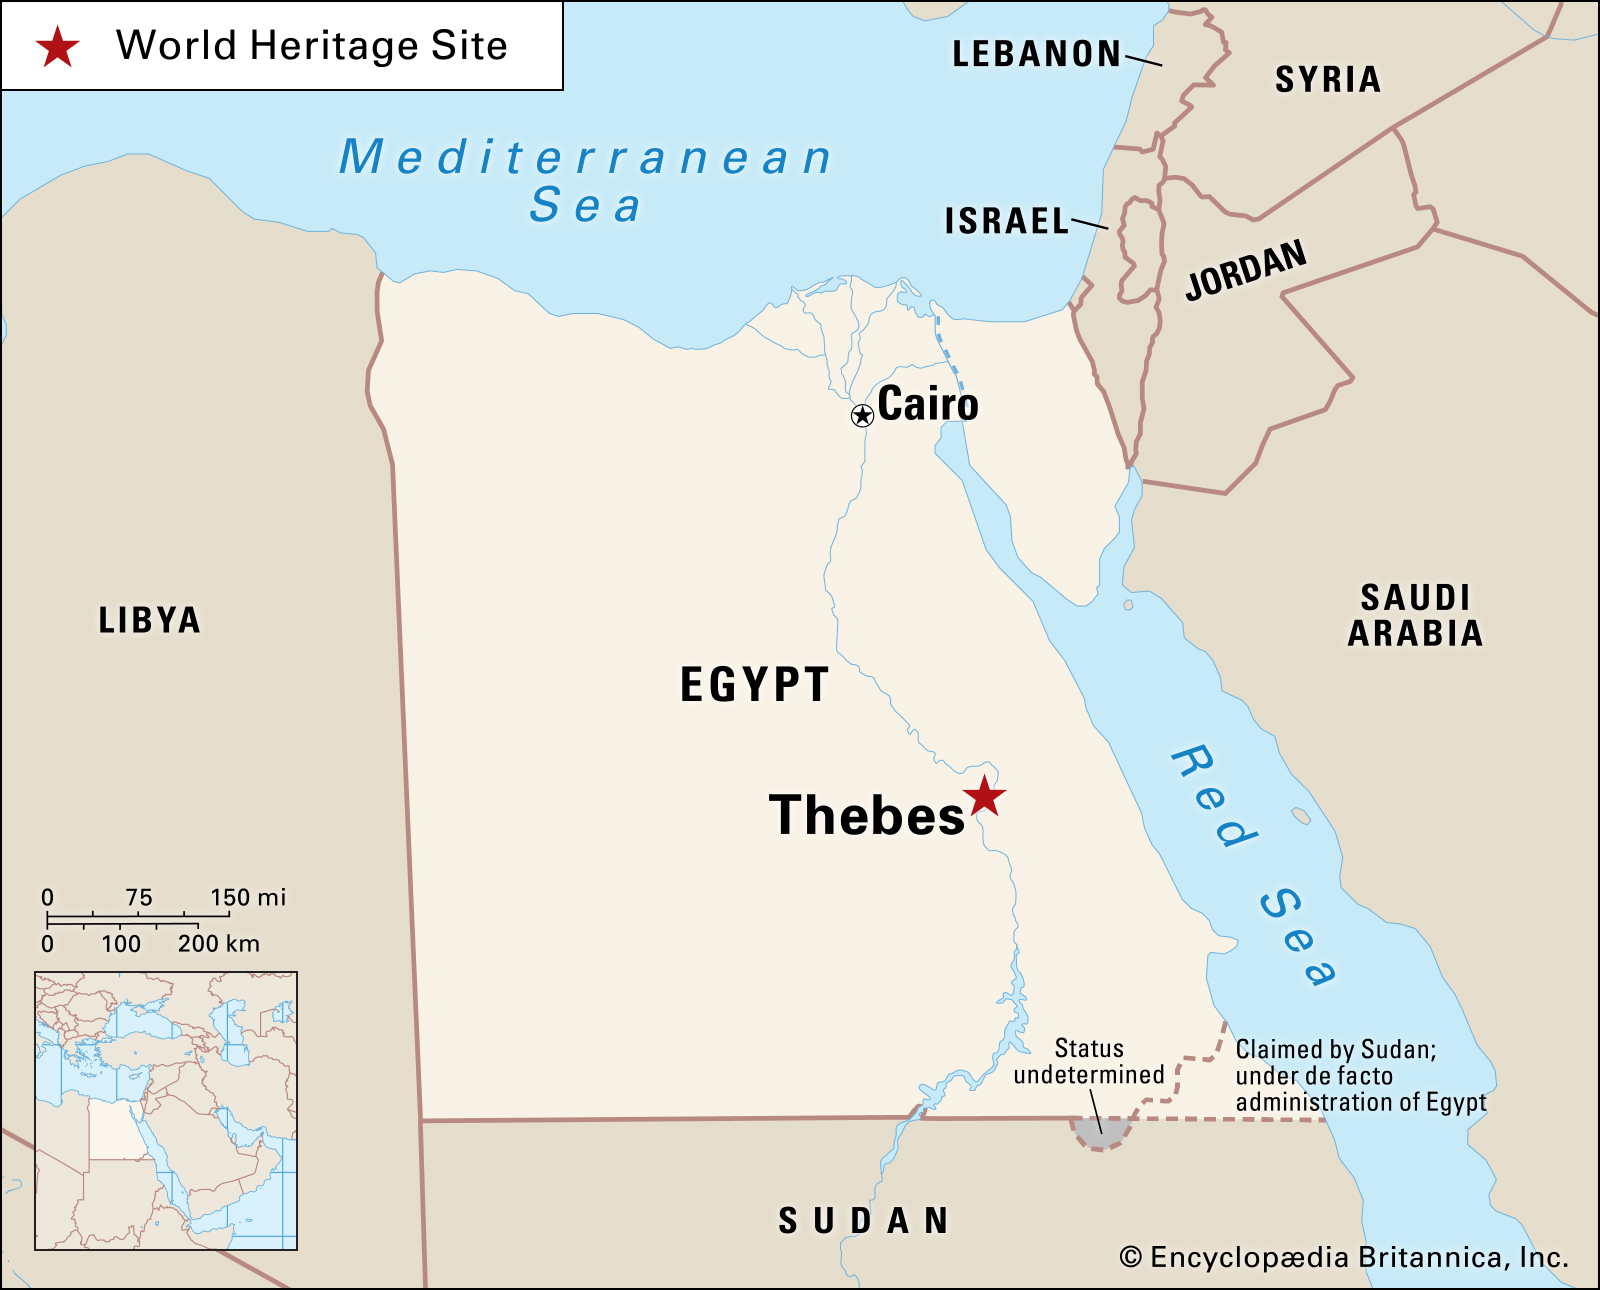 World Heritage Site
LEBANON
SYRIA
Mediterranean
Sea
ISRAEL
JORDAN
Cairo
LIBYA
SAUDI
ARABIA
EGYPT
Thebes
Red Sea
0 75 150 mi
0 100 200 km
Status
undetermined
Claimed by Sudan;
under de facto
administration of Egypt
SUDAN
© Encyclopædia Britannica, Inc.